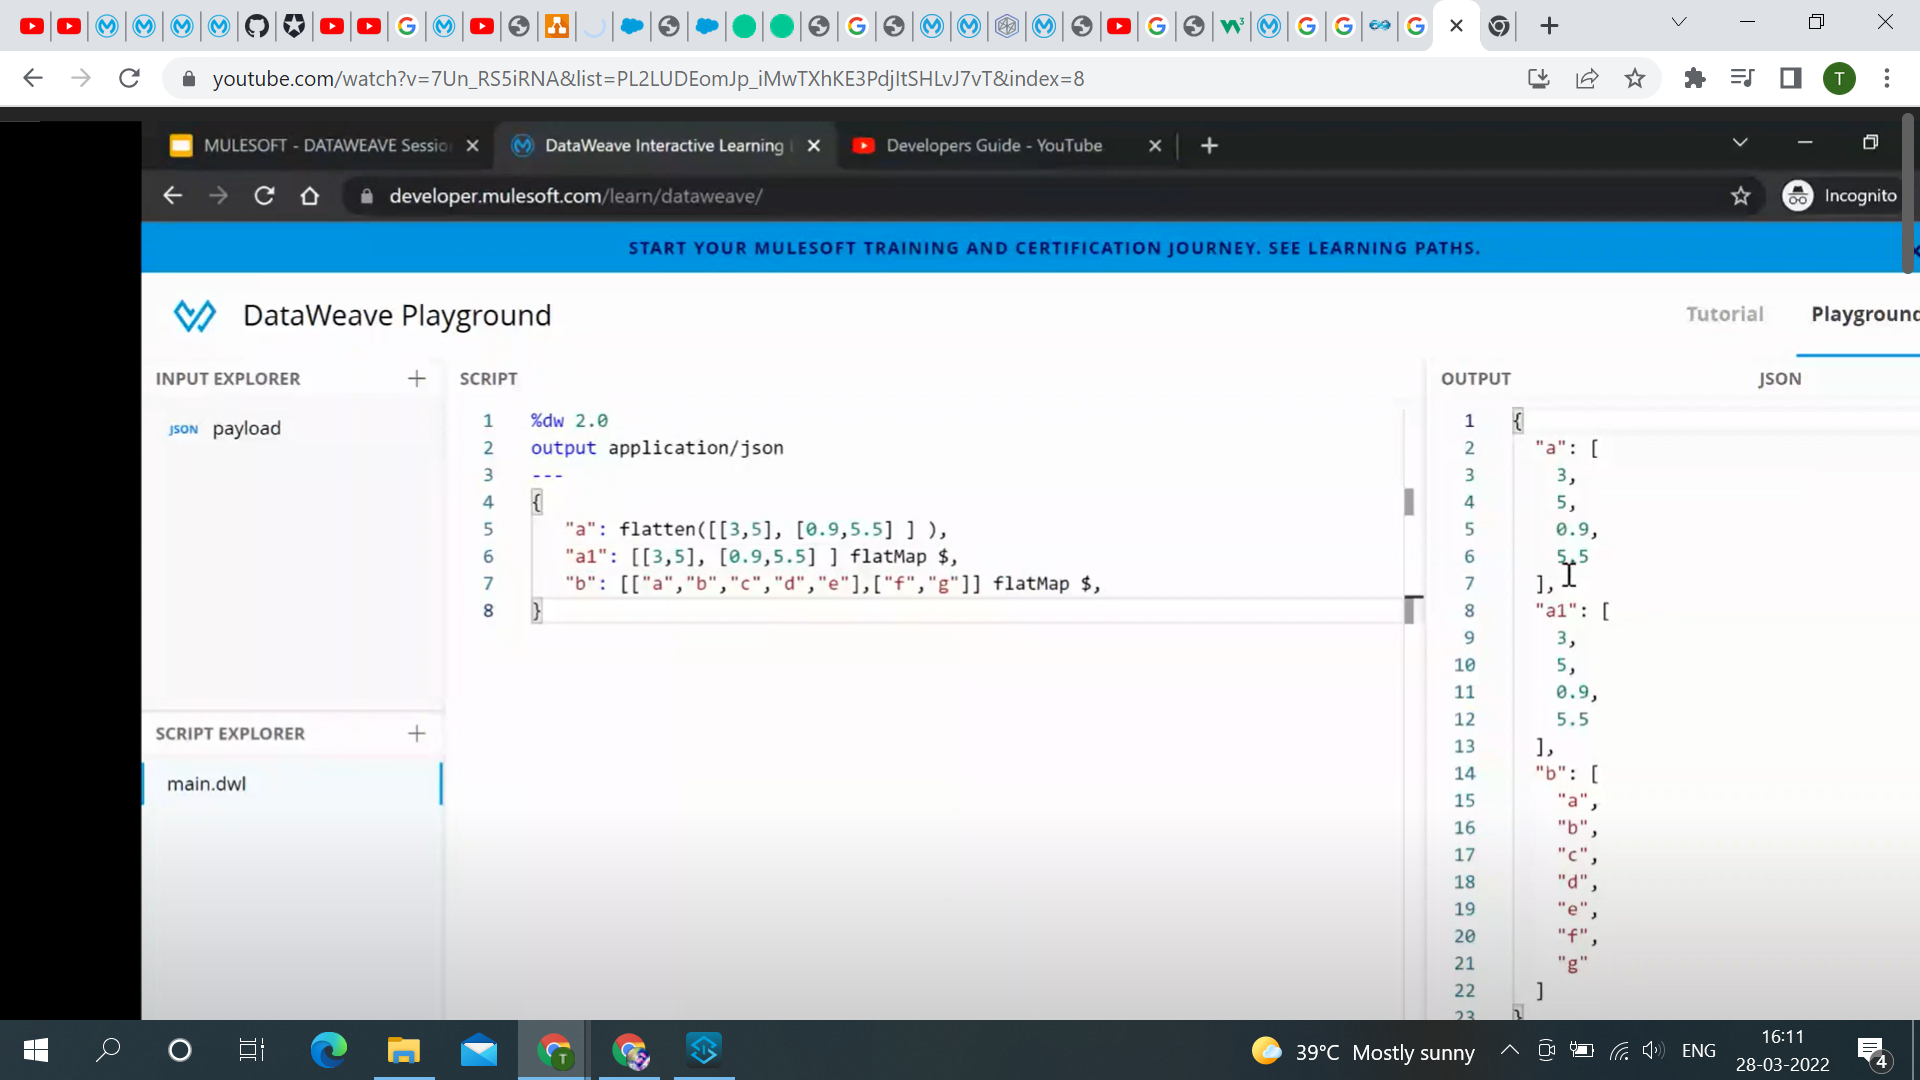 youtube.com/watch?v=7Un_RS5iRNA&list=PL2LUDEomJp_iMwTXhKE3PdjItSHLvJ7vT&index=8
T
MULESOFT - DATAWEAVE Sessio
DataWeave Interactive Learning
Developers Guide - YouTube
developer.mulesoft.com/learn/dataweave/
Incognito
START YOUR MULESOFT TRAINING AND CERTIFICATION JOURNEY. SEE LEARNING PATHS.
DataWeave Playground
Tutorial
Playground
INPUT EXPLORER
JSON payload
SCRIPT EXPLORER
main.dwl
SCRIPT
1 %dw 2.0
2 output application/json
3 ---
4 {
5 "a": flatten([[3,5], [0.9,5.5] ] ),
6 "a1": [[3,5], [0.9,5.5] ] flatMap $,
7 "b": [["a","b","c","d","e"],["f","g"]] flatMap $,
8 }
OUTPUT JSON
1 {
2 "a": [
3 3,
4 5,
5 0.9,
6 5.5
7 ],
8 "a1": [
9 3,
10 5,
11 0.9,
12 5.5
13 ],
14 "b": [
15 "a",
16 "b",
17 "c",
18 "d",
19 "e",
20 "f",
21 "g"
22 ]
23 }
T
39°C Mostly sunny
ENG
16:11
28-03-2022
4